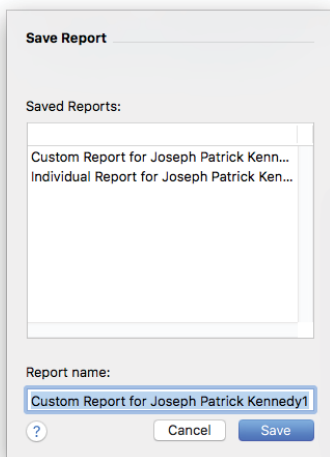 Save Report
Saved Reports:
Custom Report for Joseph Patrick Kenn...
Individual Report for Joseph Patrick Ken...
Report name:
Custom Report for Joseph Patrick Kennedy1
? Cancel Save